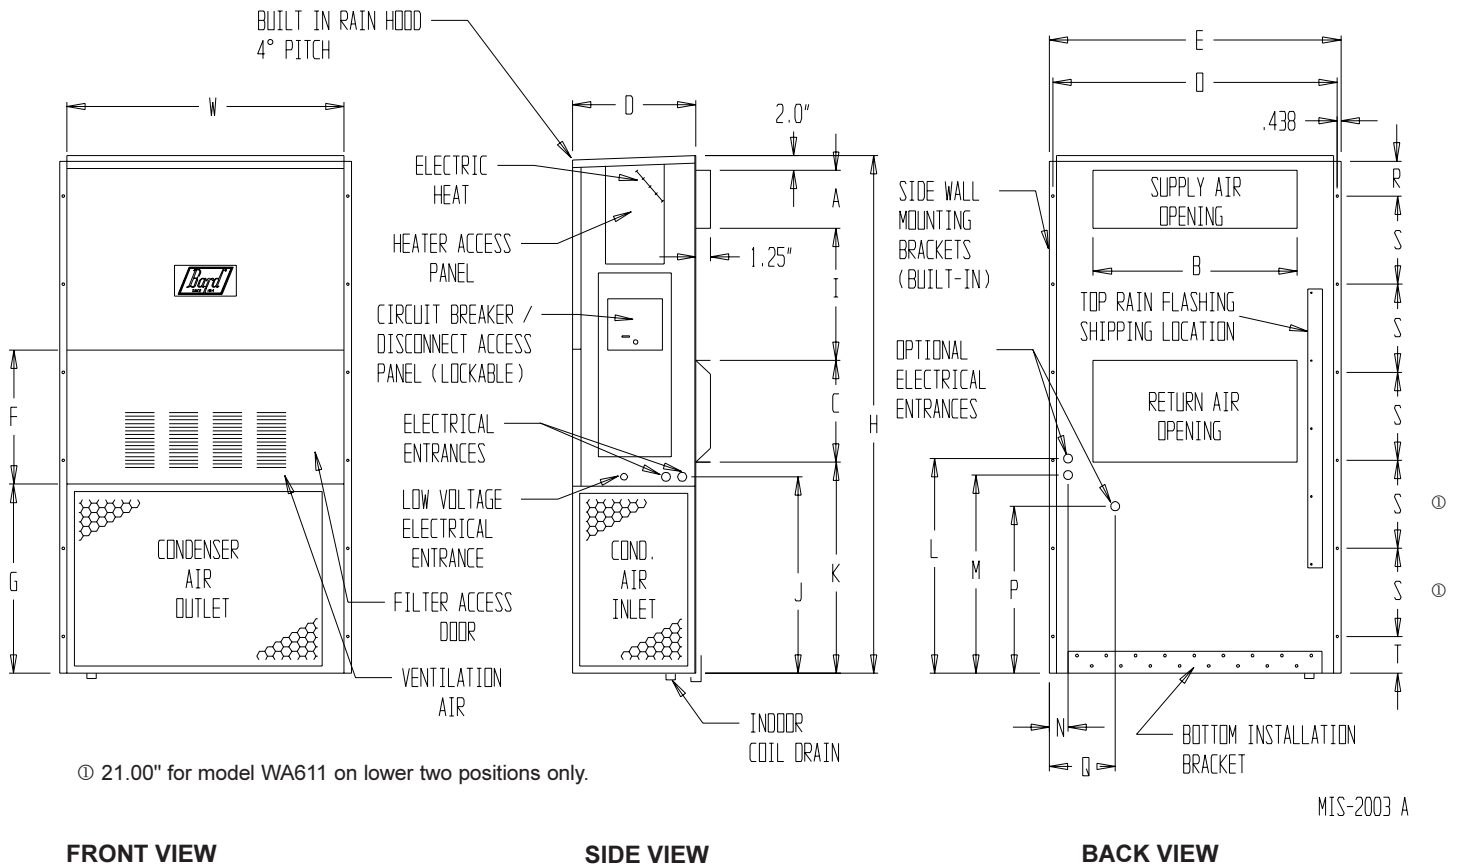 BUILT IN RAIN HOOD
4° PITCH
W
D
2.0"
E
O
.438
ELECTRIC
HEAT
HEATER ACCESS
PANEL
CIRCUIT BREAKER /
DISCONNECT ACCESS
PANEL (LOCKABLE)
ELECTRICAL
ENTRANCES
LOW VOLTAGE
ELECTRICAL
ENTRANCE
FILTER ACCESS
DOOR
VENTILATION
AIR
Bard
F
G
CONDENSER
AIR
OUTLET
COND.
AIR
INLET
A
1.25"
I
C
H
J
K
INDOOR
COIL DRAIN
SIDE WALL
MOUNTING
BRACKETS
(BUILT-IN)
OPTIONAL
ELECTRICAL
ENTRANCES
SUPPLY AIR
OPENING
B
TOP RAIN FLASHING
SHIPPING LOCATION
RETURN AIR
OPENING
R
S
S
S
S ①
S ①
T
L
M
P
N
Q
BOTTOM INSTALLATION
BRACKET
① 21.00" for model WA611 on lower two positions only.
MIS-2003 A
FRONT VIEW
SIDE VIEW
BACK VIEW